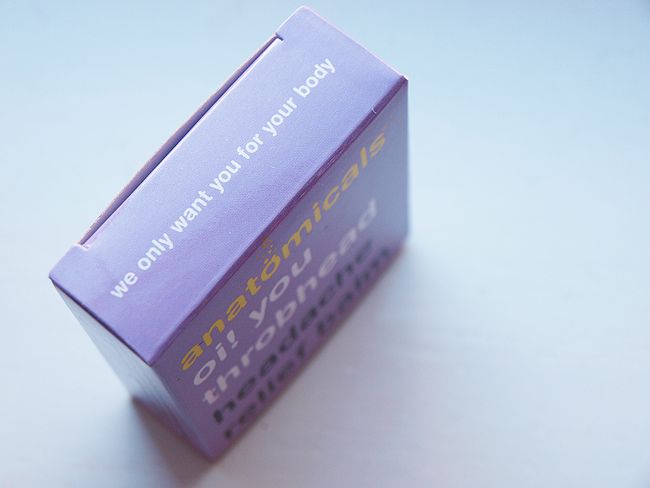 we only want you for your body
anatomicals
oi! you
throbhead
headache
relief balm